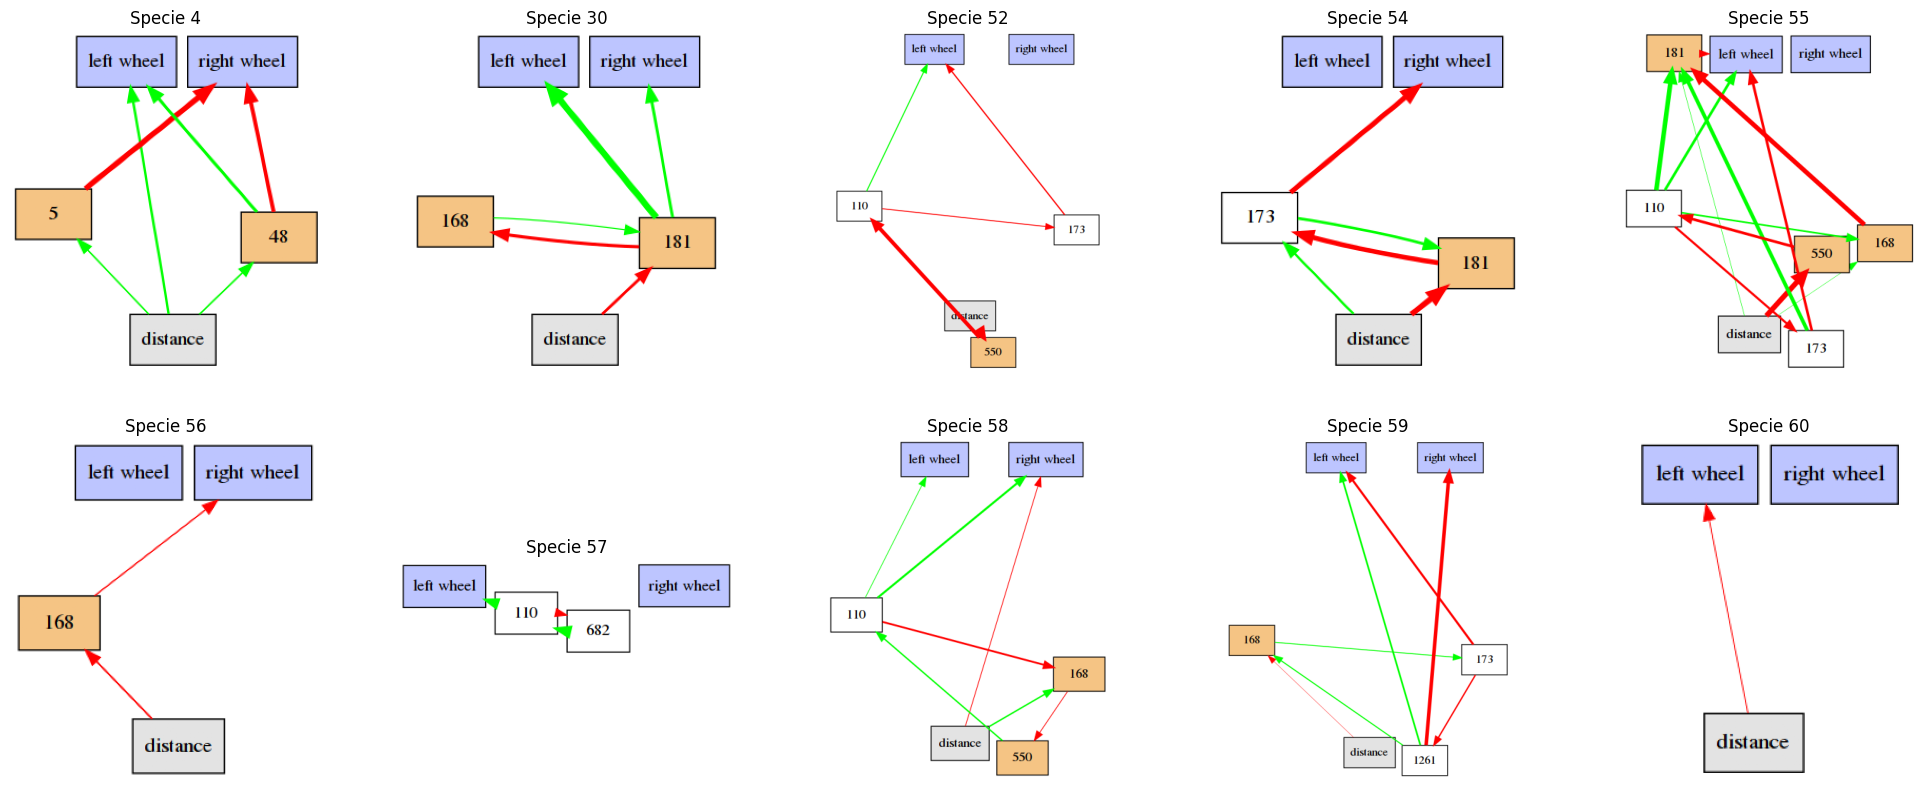 Specie 4
left wheel
right wheel
5
48
distance
Specie 30
left wheel
right wheel
168
181
distance
Specie 52
left wheel
right wheel
110
173
distance
550
Specie 54
left wheel
right wheel
173
181
distance
Specie 55
181
left wheel
right wheel
110
168
550
distance
173
Specie 56
left wheel
right wheel
168
distance
Specie 57
left wheel
right wheel
110
682
Specie 58
left wheel
right wheel
110
168
distance
550
Specie 59
left wheel
right wheel
168
173
distance
1261
Specie 60
left wheel
right wheel
distance